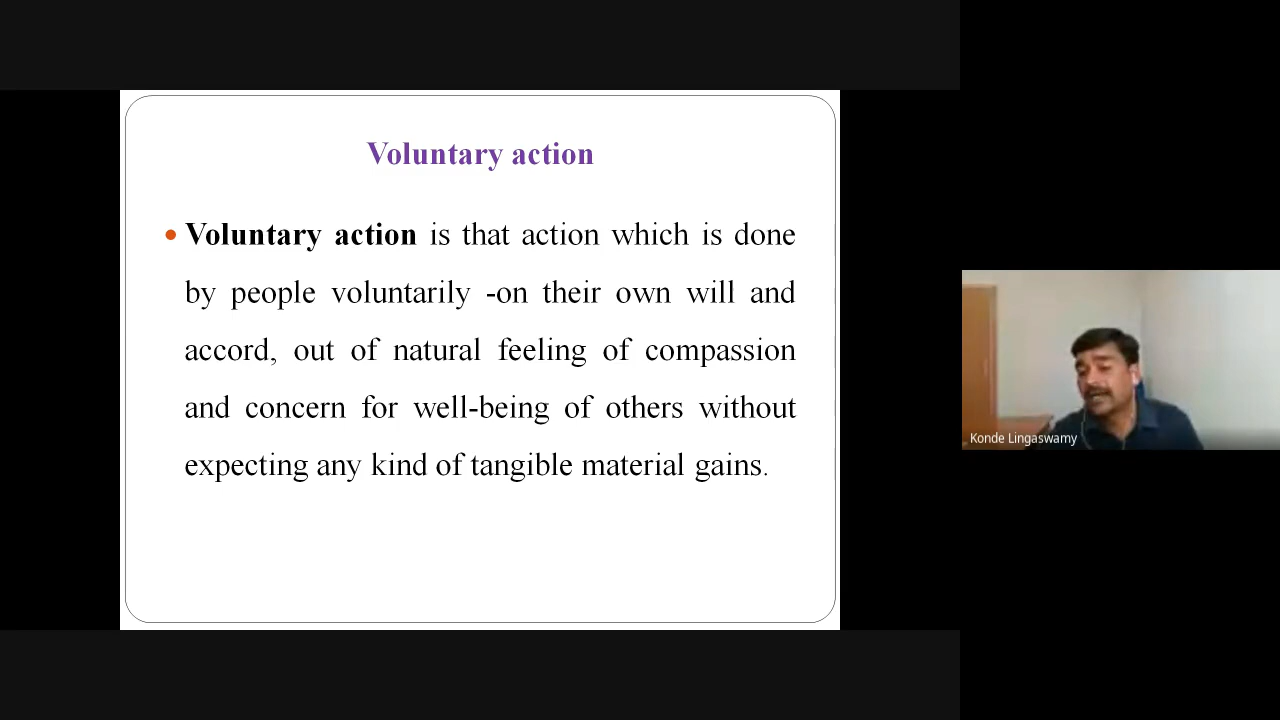 Voluntary action
• Voluntary action is that action which is done
by people voluntarily -on their own will and
accord, out of natural feeling of compassion
and concern for well-being of others without
expecting any kind of tangible material gains.
Konde Lingaswamy